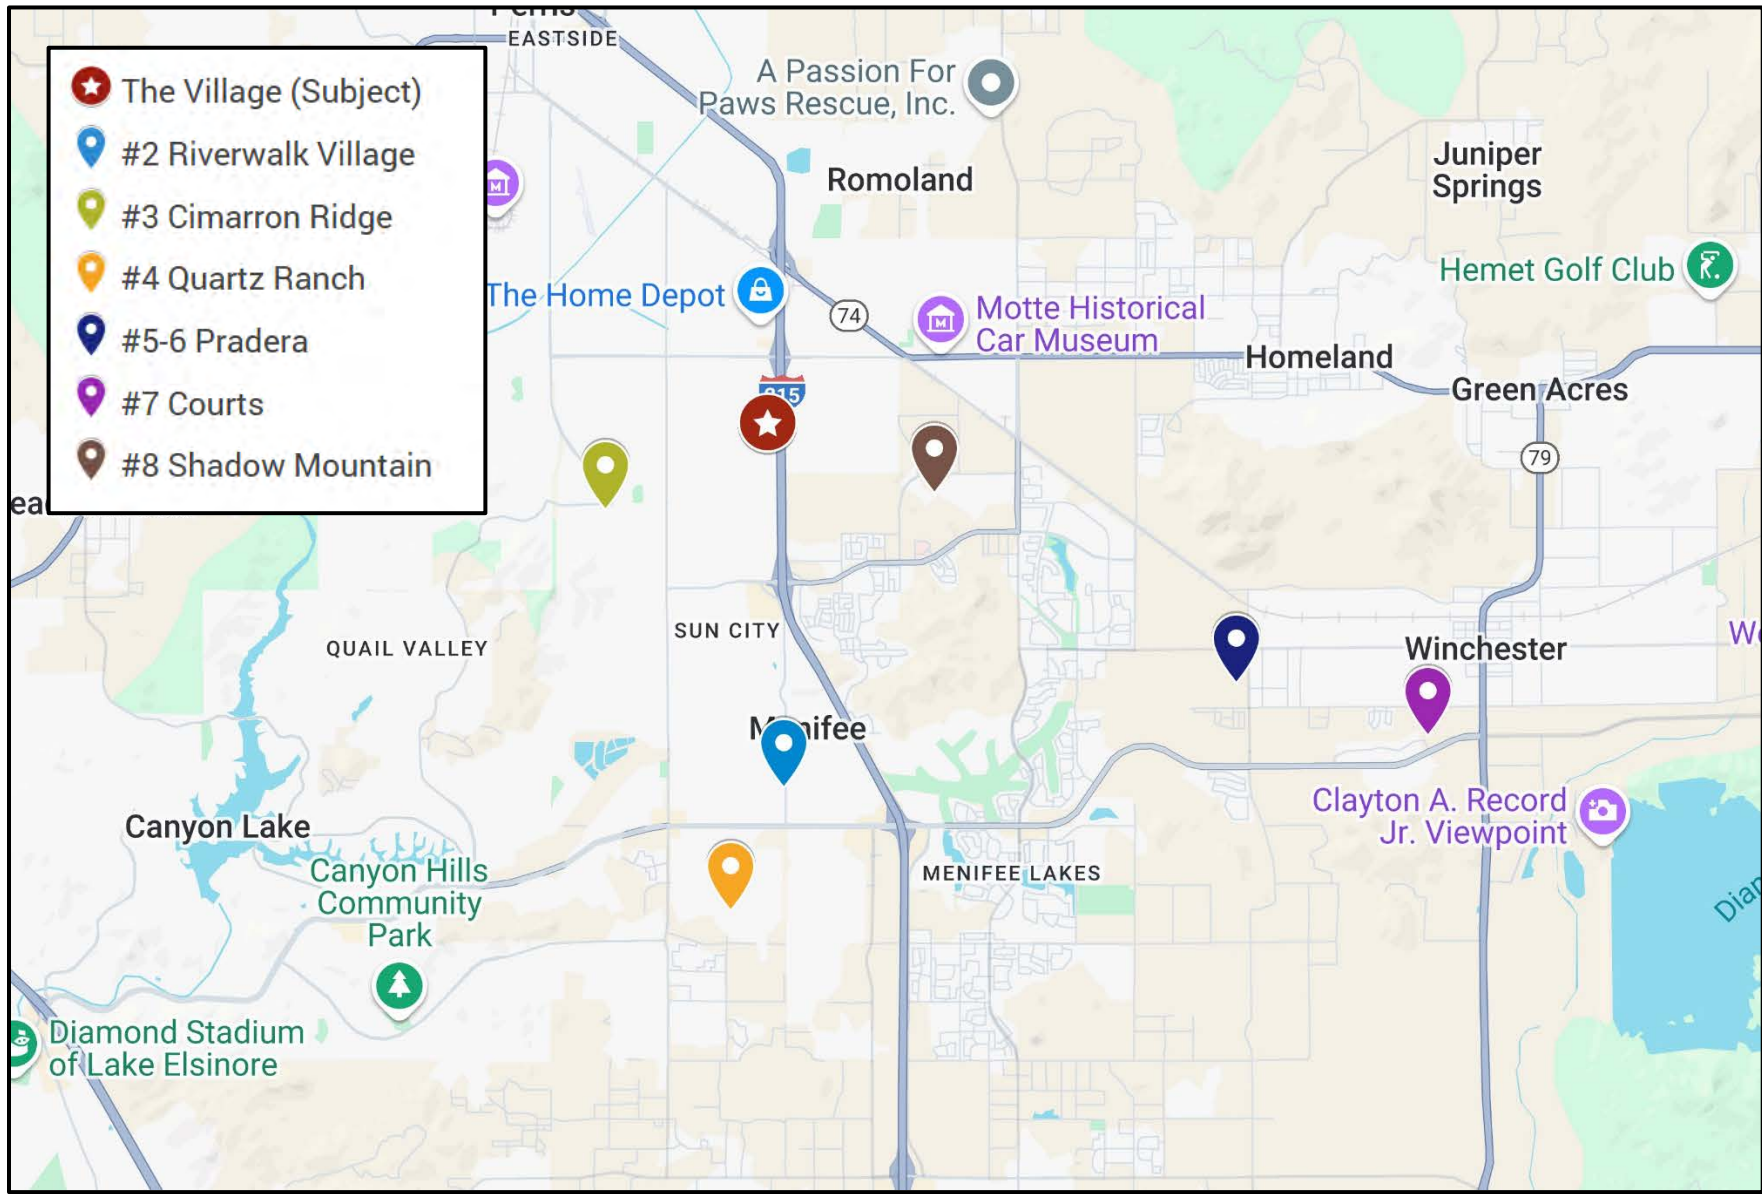 The Village (Subject)
#2 Riverwalk Village
#3 Cimarron Ridge
#4 Quartz Ranch
#5-6 Pradera
#7 Courts
#8 Shadow Mountain
EASTSIDE
A Passion For
Paws Rescue, Inc.
Romoland
Juniper
Springs
Hemet Golf Club
The Home Depot
74
Motte Historical
Car Museum
Homeland
Green Acres
79
SUN CITY
QUAIL VALLEY
Winchester
Menifee
Canyon Lake
Clayton A. Record
Jr. Viewpoint
Canyon Hills
Community
Park
MENIFEE LAKES
Diamond Stadium
of Lake Elsinore